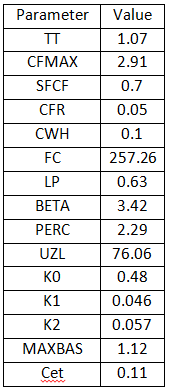 Parameter Value
TT 1.07
CFMAX 2.91
SFCF 0.7
CFR 0.05
CWH 0.1
FC 257.26
LP 0.63
BETA 3.42
PERC 2.29
UZL 76.06
K0 0.48
K1 0.046
K2 0.057
MAXBAS 1.12
Cet 0.11